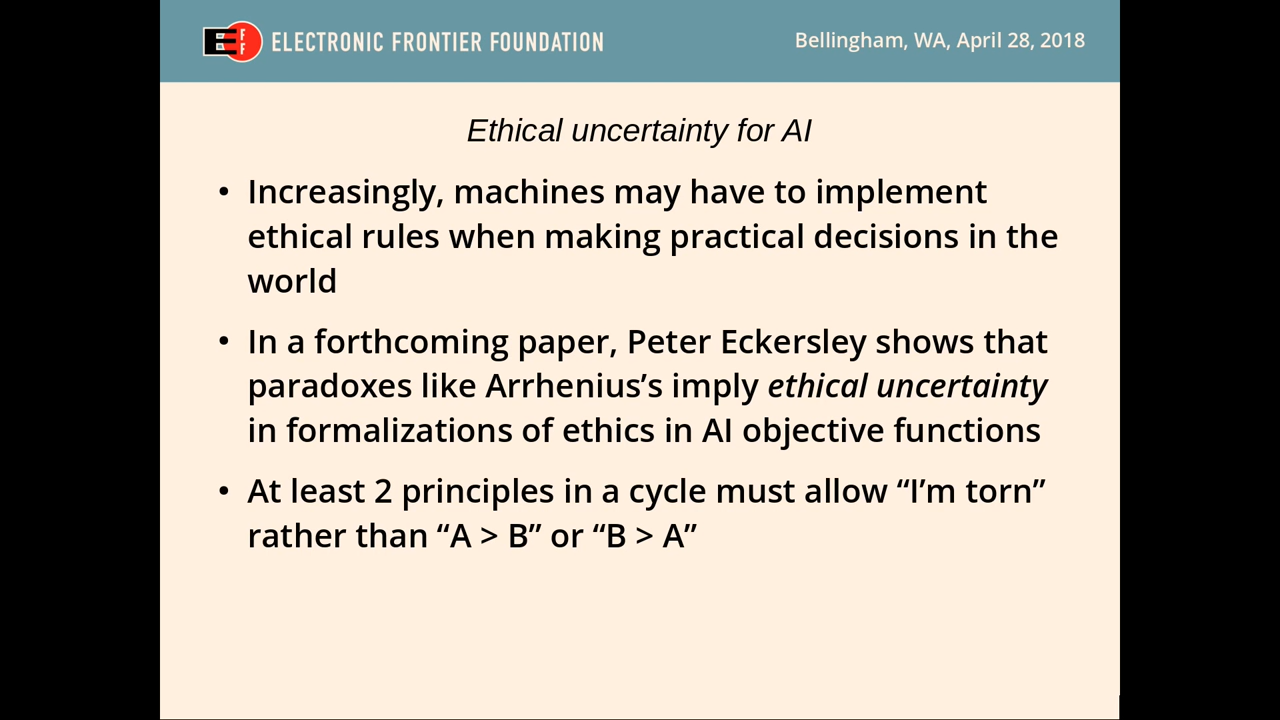 EFF ELECTRONIC FRONTIER FOUNDATION
Bellingham, WA, April 28, 2018
Ethical uncertainty for AI
• Increasingly, machines may have to implement
ethical rules when making practical decisions in the
world
• In a forthcoming paper, Peter Eckersley shows that
paradoxes like Arrhenius’s imply ethical uncertainty
in formalizations of ethics in AI objective functions
• At least 2 principles in a cycle must allow “I’m torn”
rather than “A > B” or “B > A”